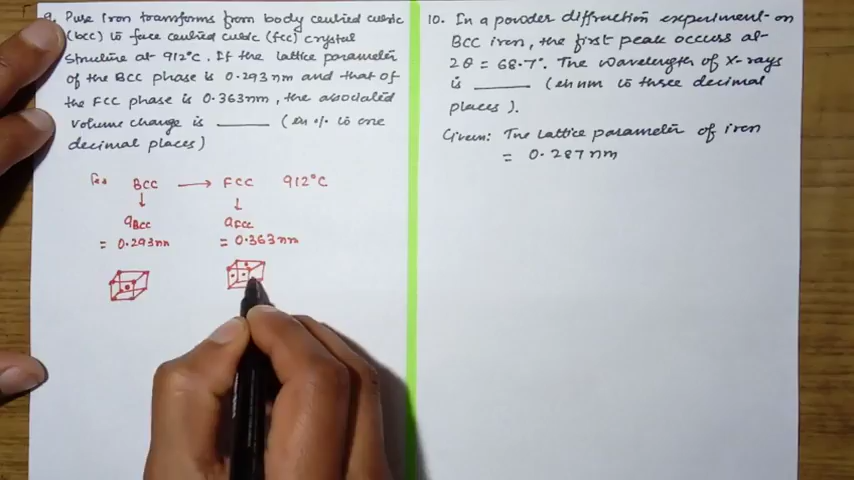 9. Pure Iron transforms from body centred cubic
(bcc) to face centred cubic (fcc) crystal
structure at 912°C. If the lattice parameter
of the BCC phase is 0.293 nm and that of
the FCC phase is 0.363nm, the associated
volume change is ______ (in % to one
decimal places)
BCC → FCC 912°C
↓ ↓
aBCC aFCC
= 0.293nm = 0.363nm
10. In a powder diffraction experiment on
BCC iron, the first peak occurs at
2θ = 68.7°. The wavelength of X-rays
is ______ (in nm to three decimal
places).
Given: The lattice parameter of iron
= 0.287 nm